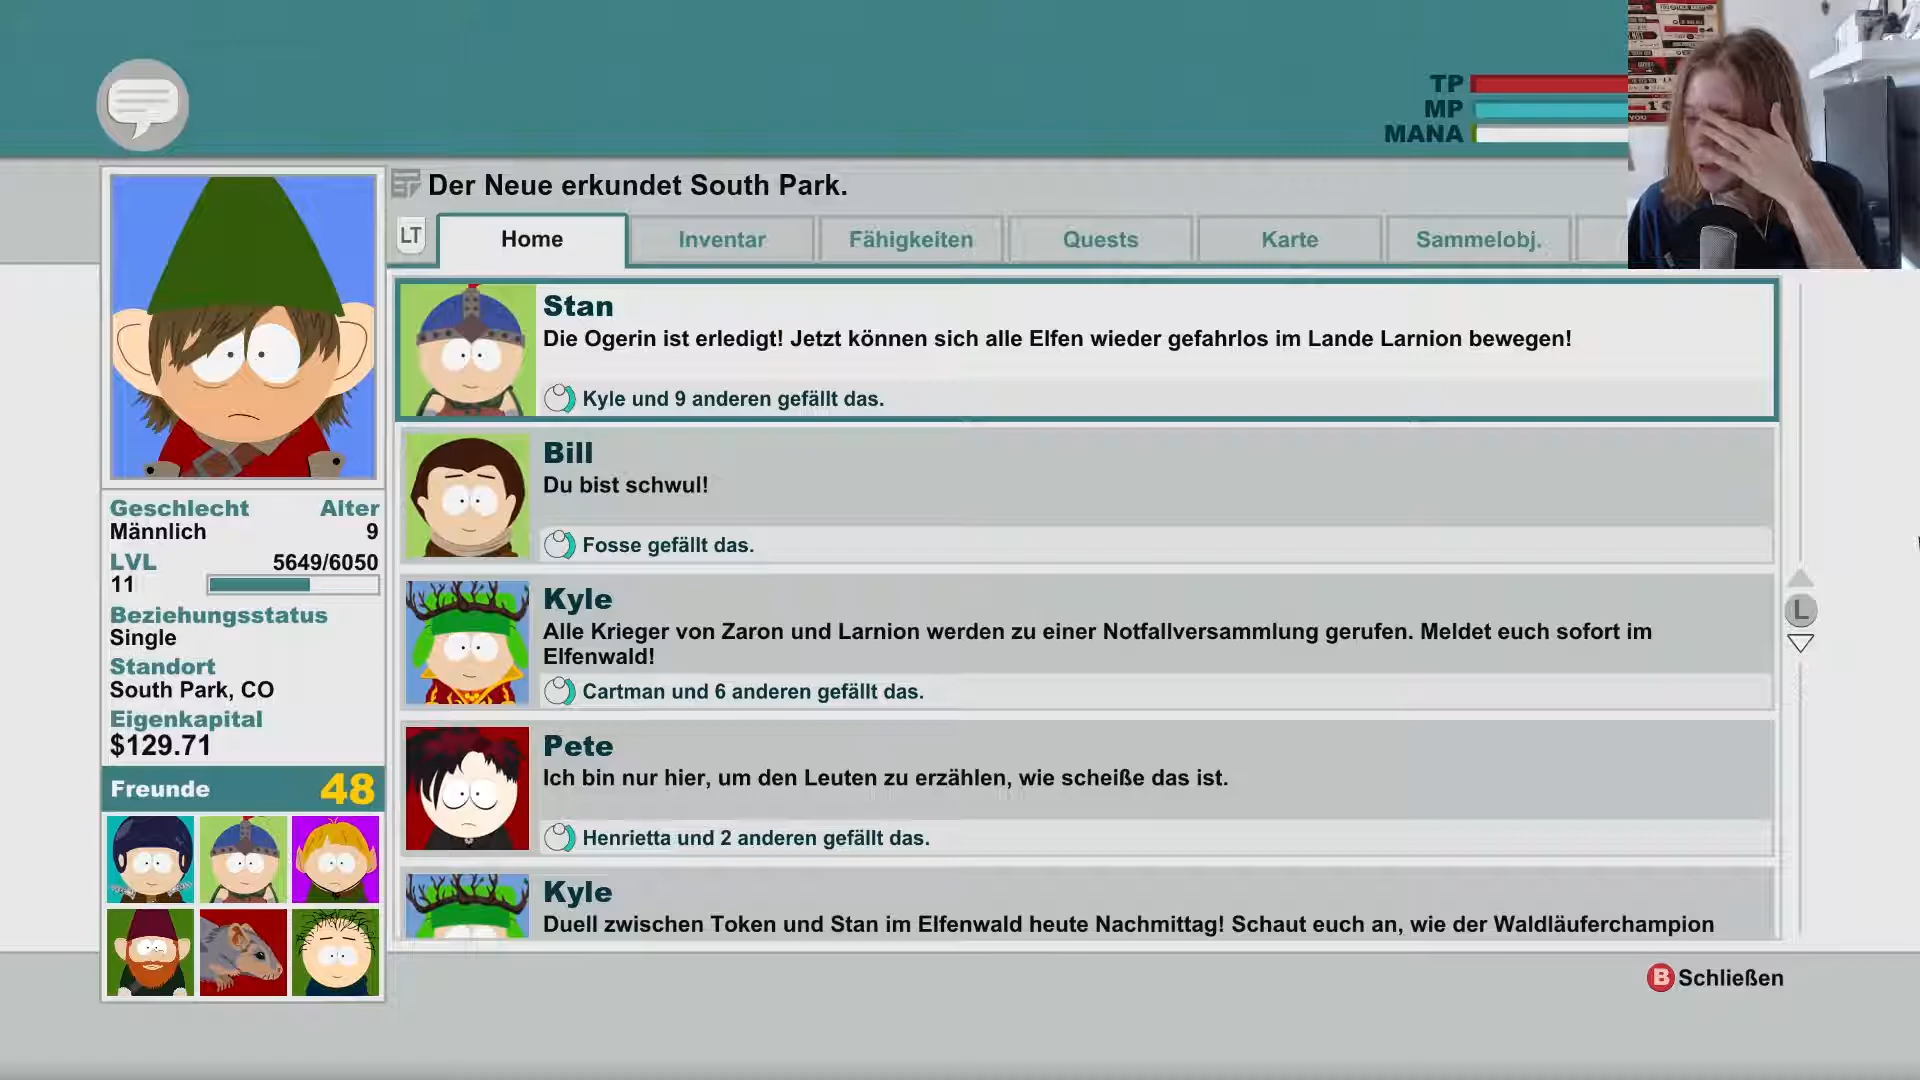 TP
MP
MANA
Der Neue erkundet South Park.
LT
Home
Inventar
Fähigkeiten
Quests
Karte
Sammelobj.
Geschlecht Alter
Männlich 9
LVL 5649/6050
11
Beziehungsstatus
Single
Standort
South Park, CO
Eigenkapital
$129.71
Freunde 48
Stan
Die Ogerin ist erledigt! Jetzt können sich alle Elfen wieder gefahrlos im Lande Larnion bewegen!
Kyle und 9 anderen gefällt das.
Bill
Du bist schwul!
Fosse gefällt das.
Kyle
Alle Krieger von Zaron und Larnion werden zu einer Notfallversammlung gerufen. Meldet euch sofort im
Elfenwald!
Cartman und 6 anderen gefällt das.
Pete
Ich bin nur hier, um den Leuten zu erzählen, wie scheiße das ist.
Henrietta und 2 anderen gefällt das.
Kyle
Duell zwischen Token und Stan im Elfenwald heute Nachmittag! Schaut euch an, wie der Waldläuferchampion
L
B Schließen